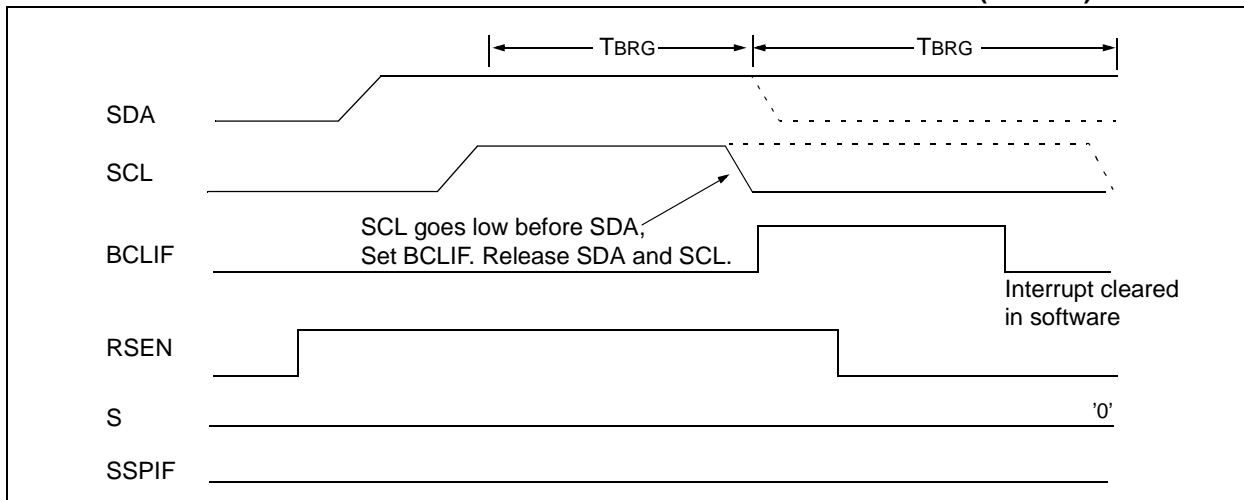 TBRG TBRG
SDA
SCL
SCL goes low before SDA,
Set BCLIF. Release SDA and SCL.
BCLIF
Interrupt cleared
in software
RSEN
S '0'
SSPIF